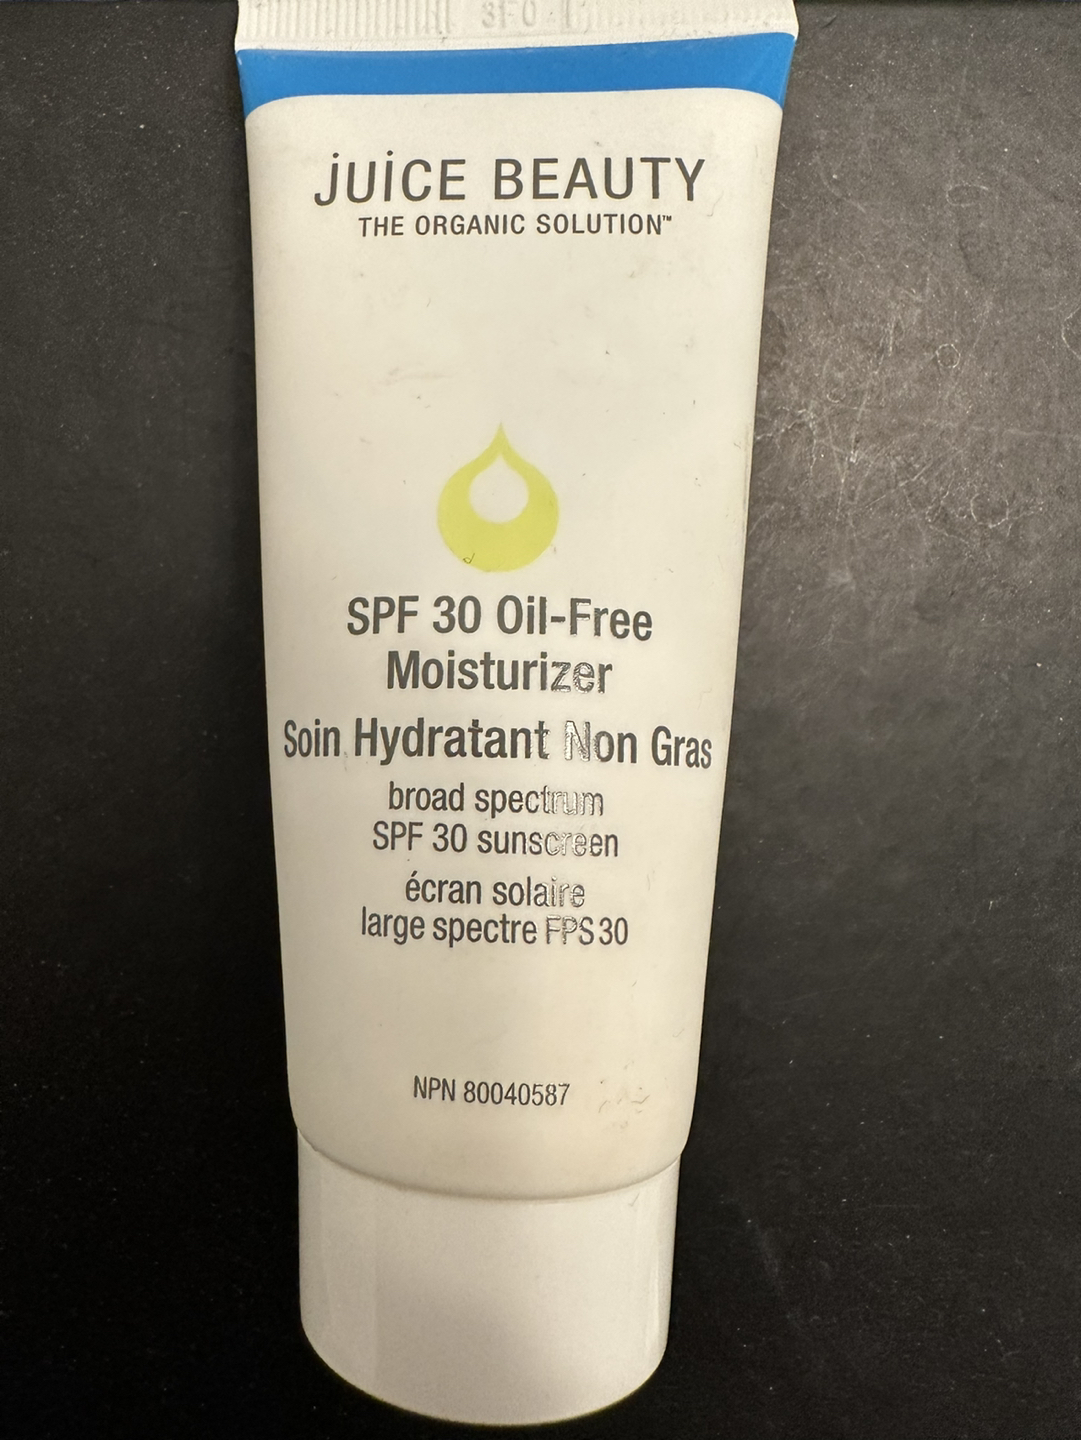 juice BEAUTY
THE ORGANIC SOLUTION™
SPF 30 Oil-Free
Moisturizer
Soin Hydratant Non Gras
broad spectrum
SPF 30 sunscreen
écran solaire
large spectre FPS 30
NPN 80040587